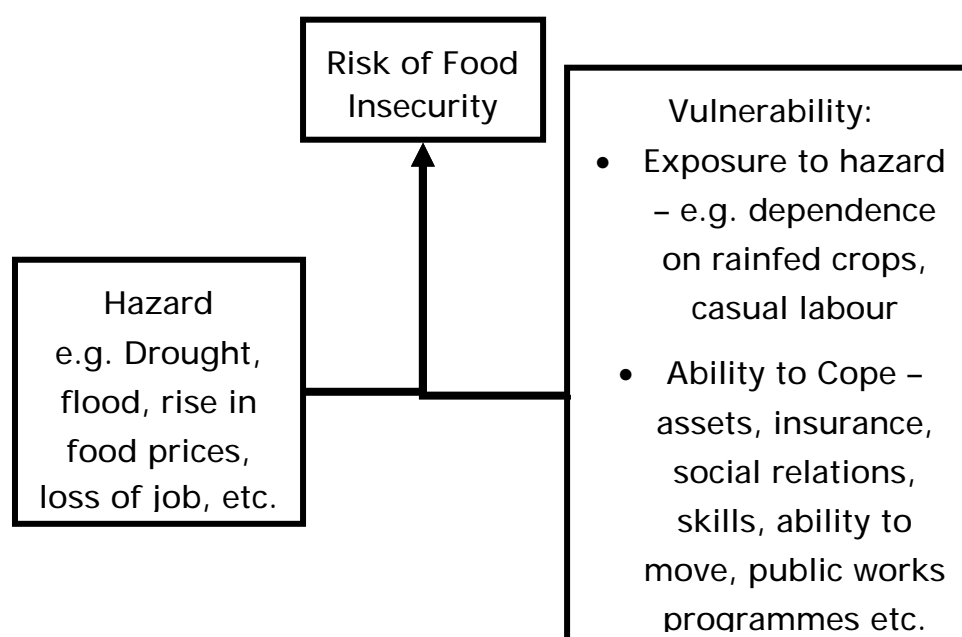 Risk of Food
Insecurity
Hazard
e.g. Drought,
flood, rise in
food prices,
loss of job, etc.
Vulnerability:
• Exposure to hazard
– e.g. dependence
on rainfed crops,
casual labour
• Ability to Cope –
assets, insurance,
social relations,
skills, ability to
move, public works
programmes etc.